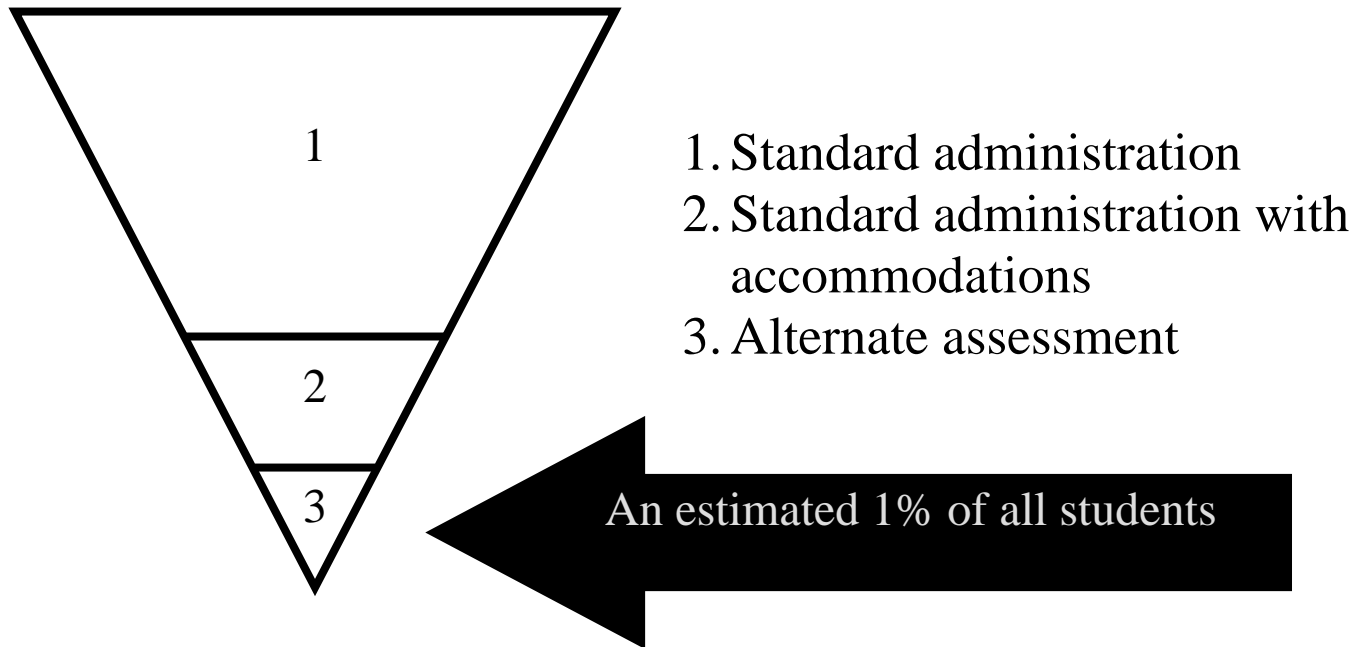 1
1. Standard administration
2. Standard administration with
accommodations
3. Alternate assessment
2
3
An estimated 1% of all students